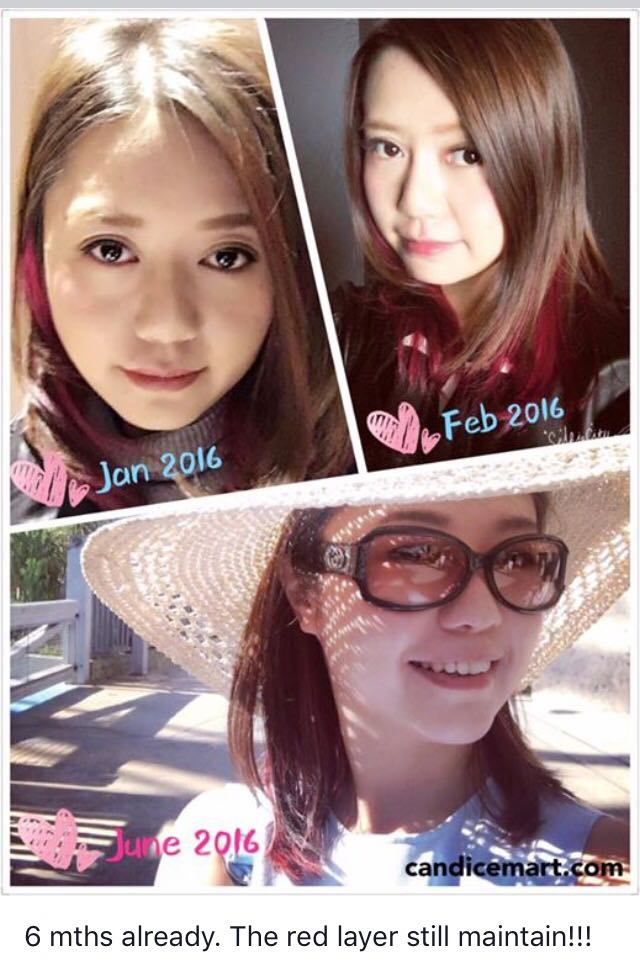 Jan 2016
Feb 2016
June 2016
candicemart.com
6 mths already. The red layer still maintain!!!